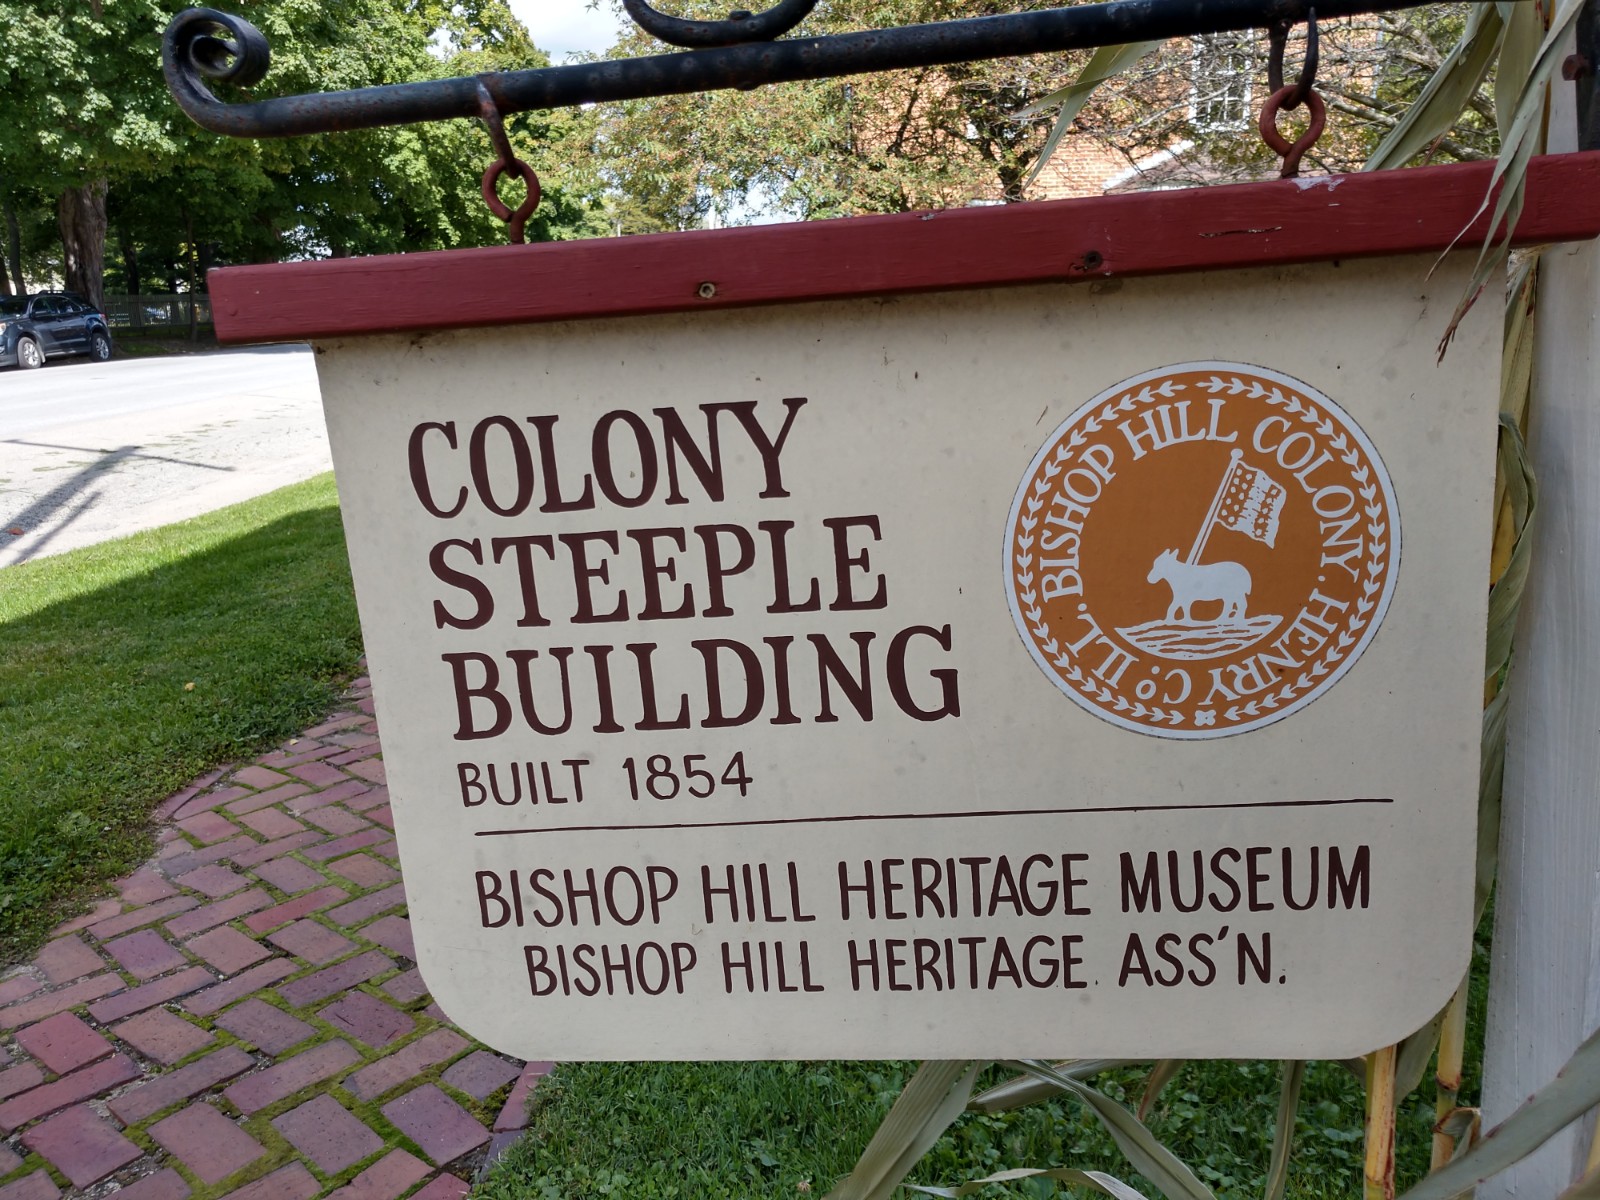 COLONY
STEEPLE
BUILDING
BUILT 1854
BISHOP HILL COLONY. HENRY Co. ILL.
BISHOP HILL HERITAGE MUSEUM
BISHOP HILL HERITAGE ASS'N.